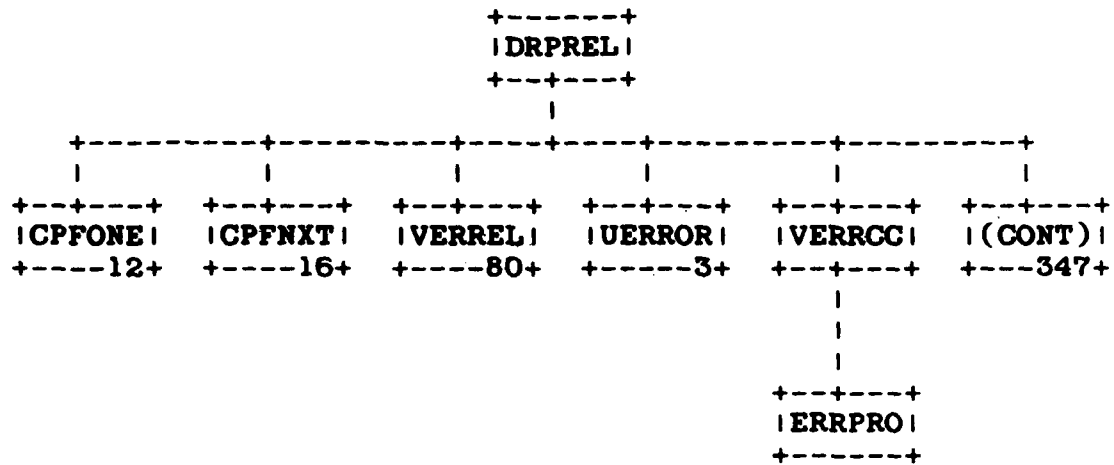 DRPREL
CPFONE CPFNXT VERREL UERROR VERRCC (CONT)
12 16 80 3 347
ERRPRO